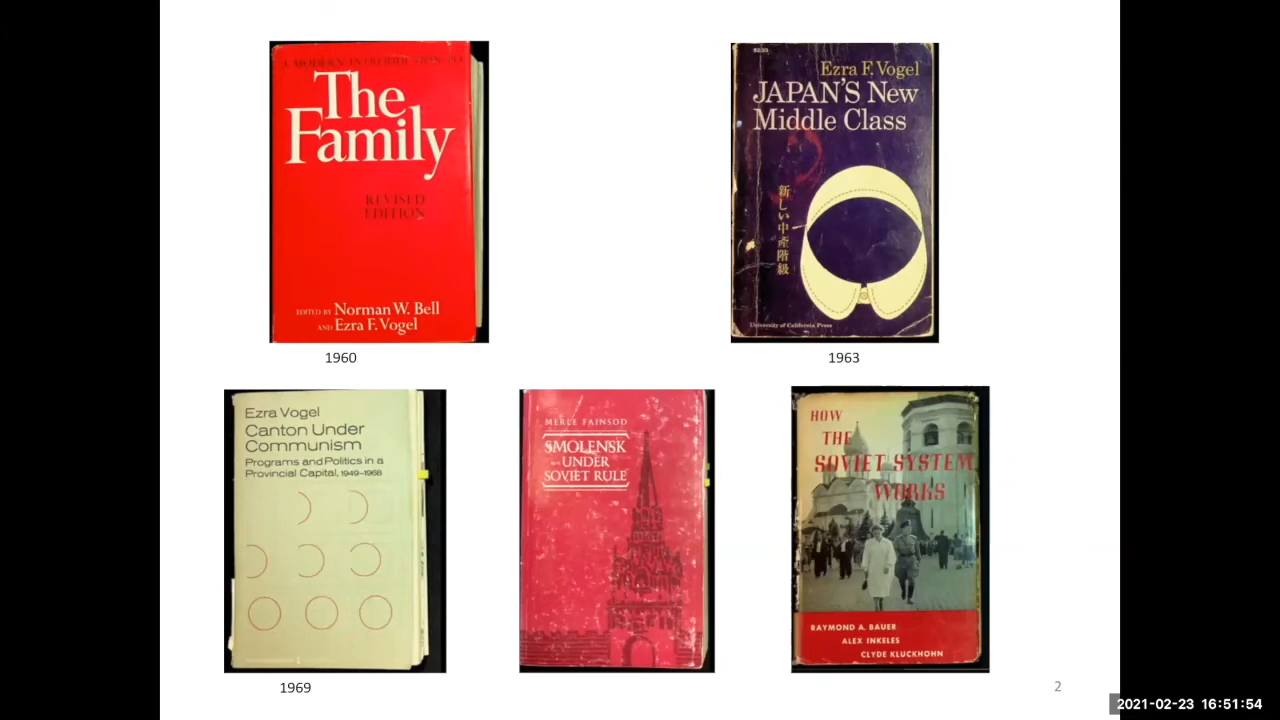 A MODERN INTRODUCTION TO
The
Family
REVISED
EDITION
EDITED BY Norman W. Bell
AND Ezra F. Vogel
1960
$2.25
Ezra F. Vogel
JAPAN'S New
Middle Class
新しい中産階級
University of California Press
1963
Ezra Vogel
Canton Under
Communism
Programs and Politics in a
Provincial Capital, 1949–1968
1969
MERLE FAINSOD
SMOLENSK
UNDER
SOVIET RULE
HOW
THE
SOVIET SYSTEM
WORKS
RAYMOND A. BAUER
ALEX INKELES
CLYDE KLUCKHOHN
2
2021-02-23 16:51:54